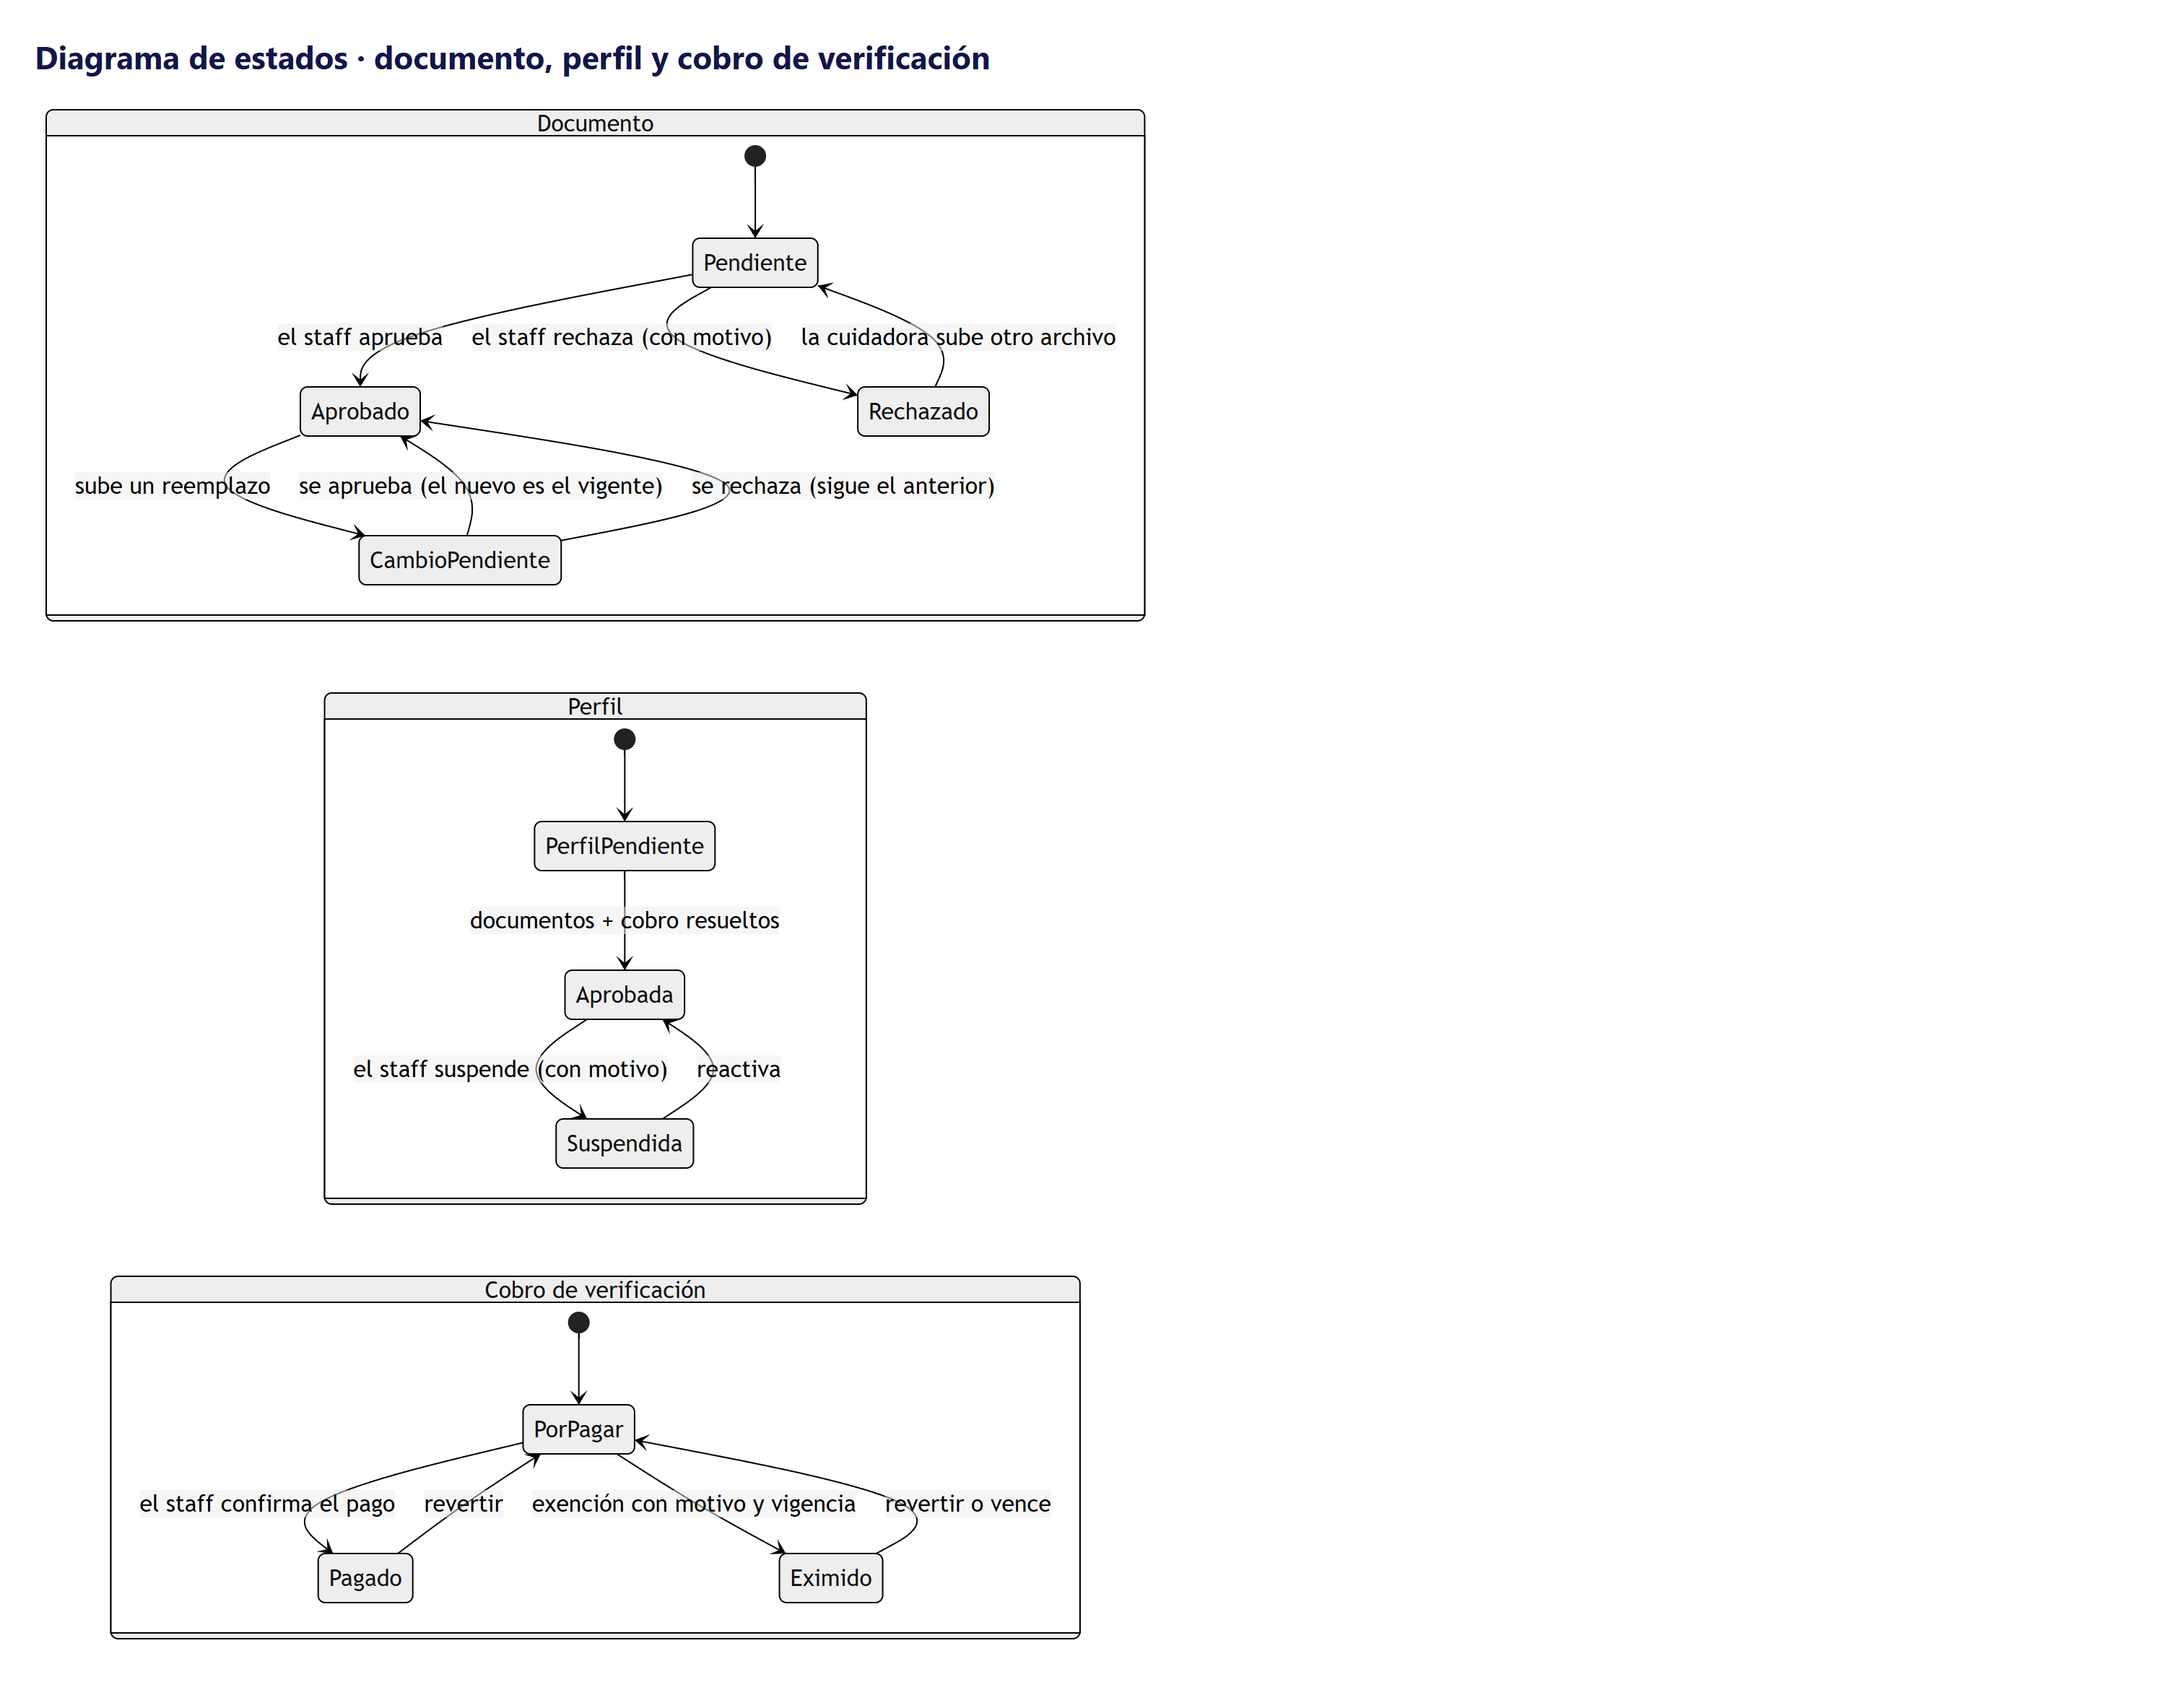 Diagrama de estados · documento, perfil y cobro de verificación
Documento
Pendiente
el staff aprueba
el staff rechaza (con motivo)
la cuidadora sube otro archivo
Aprobado
Rechazado
sube un reemplazo
se aprueba (el nuevo es el vigente)
se rechaza (sigue el anterior)
CambioPendiente
Perfil
PerfilPendiente
documentos + cobro resueltos
Aprobada
el staff suspende (con motivo)
reactiva
Suspendida
Cobro de verificación
PorPagar
el staff confirma el pago
revertir
exención con motivo y vigencia
revertir o vence
Pagado
Eximido